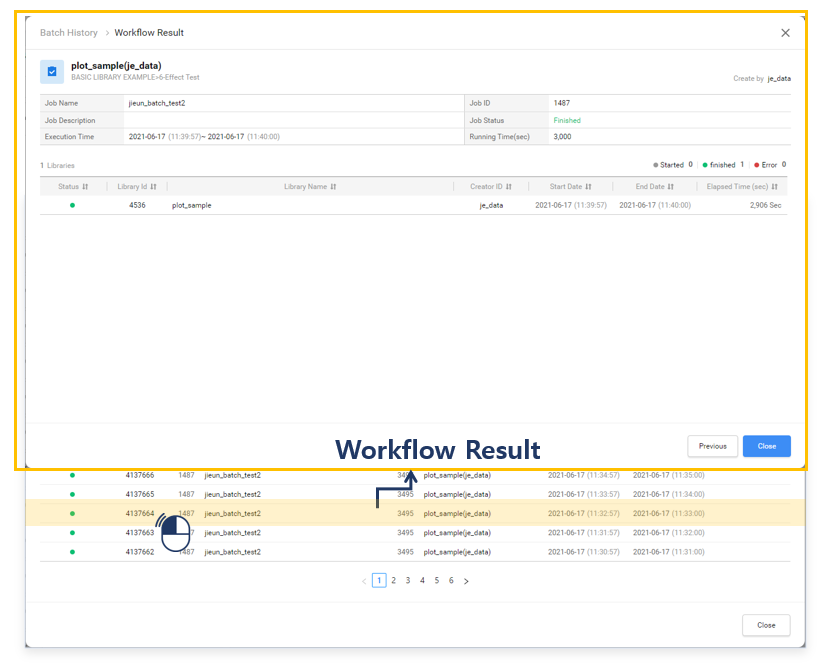 Batch History > Workflow Result
plot_sample(je_data)
BASIC LIBRARY EXAMPLE>6-Effect Test
Create by je_data
Job Name jieun_batch_test2 Job ID 1487
Job Description Job Status Finished
Execution Time 2021-06-17 (11:39:57)~ 2021-06-17 (11:40:00) Running Time(sec) 3,000
1 Libraries Started 0 finished 1 Error 0
Status Library Id Library Name Creator ID Start Date End Date Elapsed Time (sec)
4536 plot_sample je_data 2021-06-17 (11:39:57) 2021-06-17 (11:40:00) 2,906 Sec
Previous Close
Workflow Result
4137666 1487 jieun_batch_test2 3495 plot_sample(je_data) 2021-06-17 (11:34:57) 2021-06-17 (11:35:00)
4137665 1487 jieun_batch_test2 3495 plot_sample(je_data) 2021-06-17 (11:33:57) 2021-06-17 (11:34:00)
4137664 1487 jieun_batch_test2 3495 plot_sample(je_data) 2021-06-17 (11:32:57) 2021-06-17 (11:33:00)
4137663 7 jieun_batch_test2 3495 plot_sample(je_data) 2021-06-17 (11:31:57) 2021-06-17 (11:32:00)
4137662 1487 jieun_batch_test2 3495 plot_sample(je_data) 2021-06-17 (11:30:57) 2021-06-17 (11:31:00)
< 1 2 3 4 5 6 >
Close